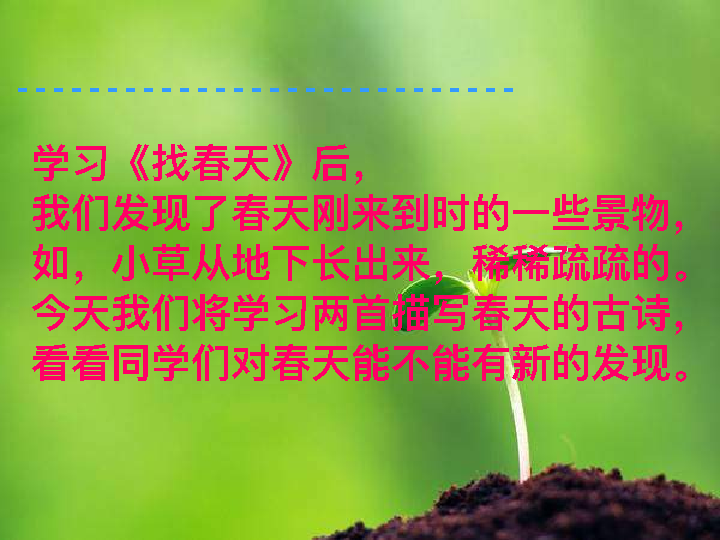 学习《找春天》后，
我们发现了春天刚来到时的一些景物，
如，小草从地下长出来，稀稀疏疏的。
今天我们将学习两首描写春天的古诗，
看看同学们对春天能不能有新的发现。